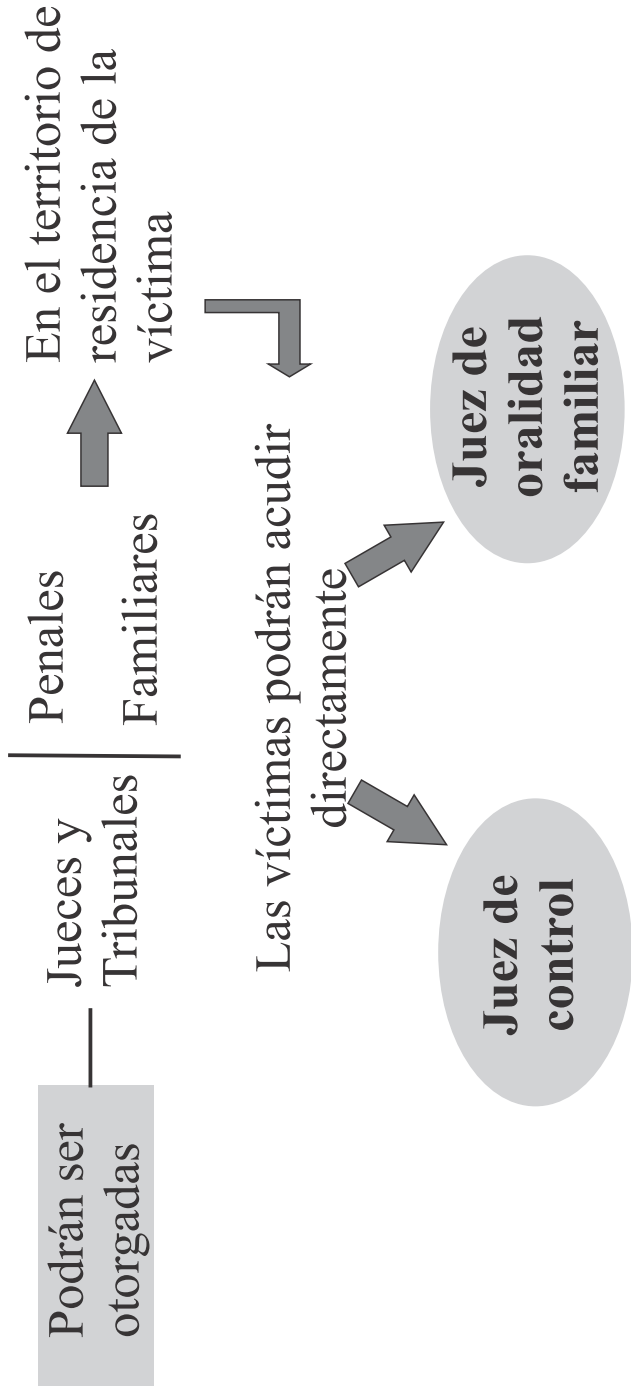 Podrán ser
otorgadas
Jueces y
Tribunales
Penales
Familiares
En el territorio de
residencia de la
víctima
Las víctimas podrán acudir
directamente
Juez de
control
Juez de
oralidad
familiar